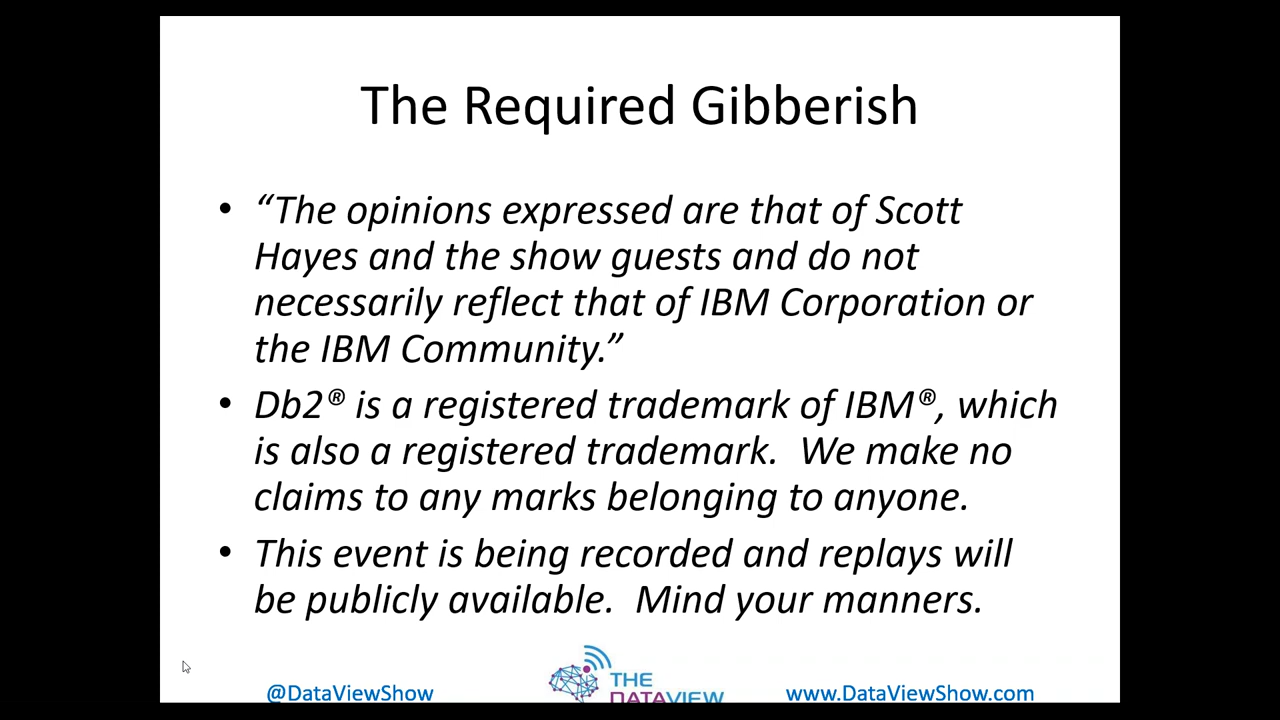 The Required Gibberish
• “The opinions expressed are that of Scott
Hayes and the show guests and do not
necessarily reflect that of IBM Corporation or
the IBM Community.”
• Db2® is a registered trademark of IBM®, which
is also a registered trademark.  We make no
claims to any marks belonging to anyone.
• This event is being recorded and replays will
be publicly available.  Mind your manners.
@DataViewShow
THE
DATAVIEW
www.DataViewShow.com